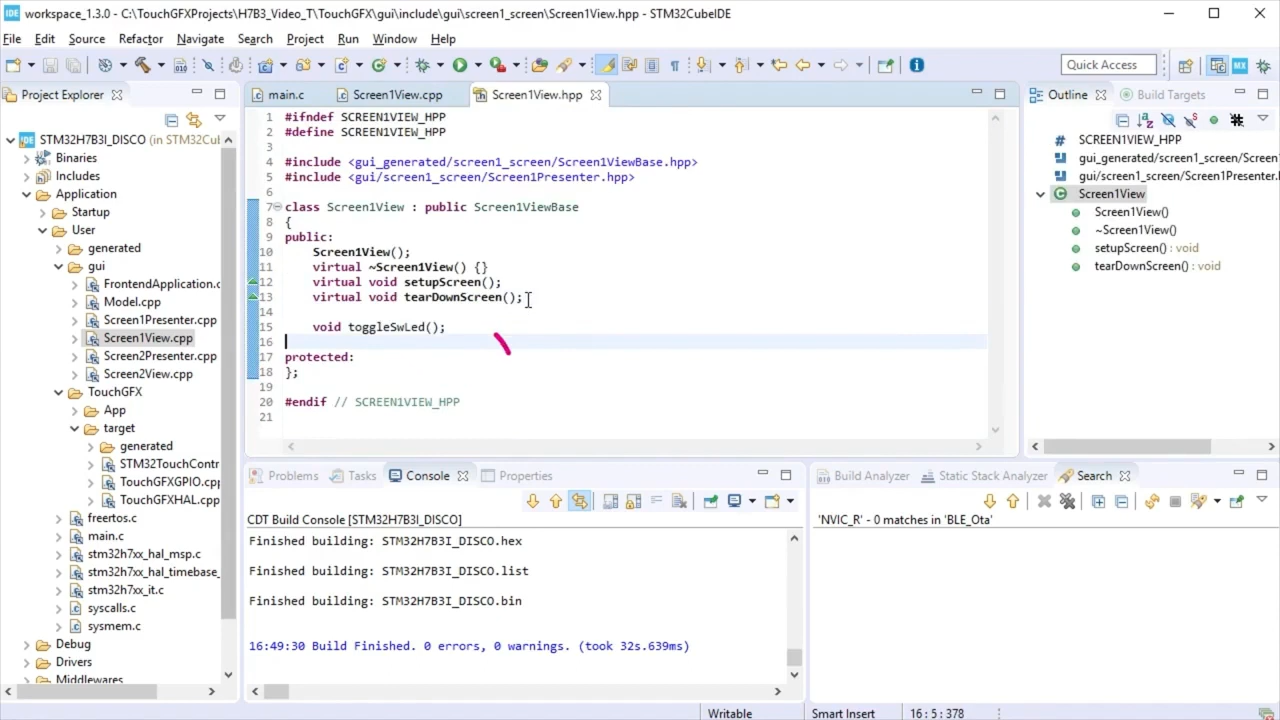 workspace_1.3.0 - C:\TouchGFXProjects\H7B3_Video_T\TouchGFX\gui\include\gui\screen1_screen\Screen1View.hpp - STM32CubeIDE
File Edit Source Refactor Navigate Search Project Run Window Help
Quick Access
Project Explorer
STM32H7B3I_DISCO (in STM32Cu
Binaries
Includes
Application
Startup
User
generated
gui
FrontendApplication.c
Model.cpp
Screen1Presenter.cpp
Screen1View.cpp
Screen2Presenter.cpp
Screen2View.cpp
TouchGFX
App
target
generated
STM32TouchContr
TouchGFXGPIO.cpp
TouchGFXHAL.cpp
freertos.c
main.c
stm32h7xx_hal_msp.c
stm32h7xx_hal_timebase_
stm32h7xx_it.c
syscalls.c
sysmem.c
Debug
Drivers
Middlewares
main.c Screen1View.cpp Screen1View.hpp
1 #ifndef SCREEN1VIEW_HPP
2 #define SCREEN1VIEW_HPP
3
4 #include <gui_generated/screen1_screen/Screen1ViewBase.hpp>
5 #include <gui/screen1_screen/Screen1Presenter.hpp>
6
7 class Screen1View : public Screen1ViewBase
8 {
9 public:
10 Screen1View();
11 virtual ~Screen1View() {}
12 virtual void setupScreen();
13 virtual void tearDownScreen();
14
15 void toggleSwLed();
16
17 protected:
18 };
19
20 #endif // SCREEN1VIEW_HPP
21
Outline Build Targets
SCREEN1VIEW_HPP
gui_generated/screen1_screen/Screen
gui/screen1_screen/Screen1Presenter.
Screen1View
Screen1View()
~Screen1View()
setupScreen() : void
tearDownScreen() : void
Problems Tasks Console Properties
CDT Build Console [STM32H7B3I_DISCO]
Finished building: STM32H7B3I_DISCO.hex
Finished building: STM32H7B3I_DISCO.list
Finished building: STM32H7B3I_DISCO.bin
16:49:30 Build Finished. 0 errors, 0 warnings. (took 32s.639ms)
Build Analyzer Static Stack Analyzer Search
'NVIC_R' - 0 matches in 'BLE_Ota'
Writable Smart Insert 16 : 5 : 378